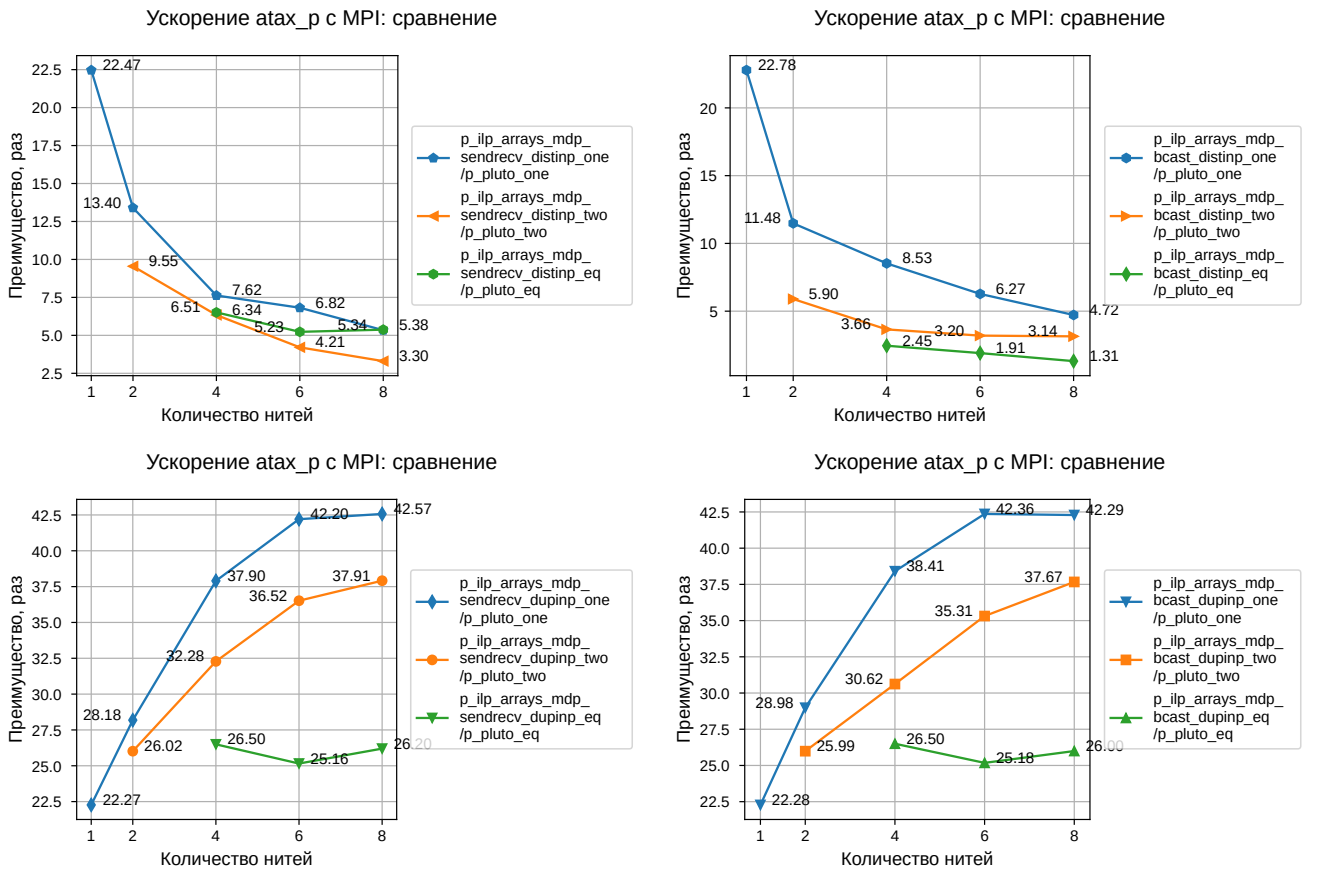 Ускорение atax_p с MPI: сравнение
22.5
20.0
17.5
15.0
12.5
10.0
7.5
5.0
2.5
Преимущество, раз
22.47
13.40
9.55
7.62
6.51
6.34
6.82
5.23
5.34
5.38
4.21
3.30
1
2
4
6
8
Количество нитей
p_ilp_arrays_mdp_
sendrecv_distinp_one
/p_pluto_one
p_ilp_arrays_mdp_
sendrecv_distinp_two
/p_pluto_two
p_ilp_arrays_mdp_
sendrecv_distinp_eq
/p_pluto_eq
Ускорение atax_p с MPI: сравнение
20
15
10
5
Преимущество, раз
22.78
11.48
8.53
6.27
5.90
4.72
3.66
3.20
3.14
2.45
1.91
1.31
1
2
4
6
8
Количество нитей
p_ilp_arrays_mdp_
bcast_distinp_one
/p_pluto_one
p_ilp_arrays_mdp_
bcast_distinp_two
/p_pluto_two
p_ilp_arrays_mdp_
bcast_distinp_eq
/p_pluto_eq
Ускорение atax_p с MPI: сравнение
42.5
40.0
37.5
35.0
32.5
30.0
27.5
25.0
22.5
Преимущество, раз
42.57
42.20
37.90
37.91
36.52
32.28
28.18
26.02
26.50
25.16
26.20
22.27
1
2
4
6
8
Количество нитей
p_ilp_arrays_mdp_
sendrecv_dupinp_one
/p_pluto_one
p_ilp_arrays_mdp_
sendrecv_dupinp_two
/p_pluto_two
p_ilp_arrays_mdp_
sendrecv_dupinp_eq
/p_pluto_eq
Ускорение atax_p с MPI: сравнение
42.5
40.0
37.5
35.0
32.5
30.0
27.5
25.0
22.5
Преимущество, раз
42.36
42.29
38.41
37.67
35.31
30.62
28.98
25.99
26.50
25.18
26.00
22.28
1
2
4
6
8
Количество нитей
p_ilp_arrays_mdp_
bcast_dupinp_one
/p_pluto_one
p_ilp_arrays_mdp_
bcast_dupinp_two
/p_pluto_two
p_ilp_arrays_mdp_
bcast_dupinp_eq
/p_pluto_eq